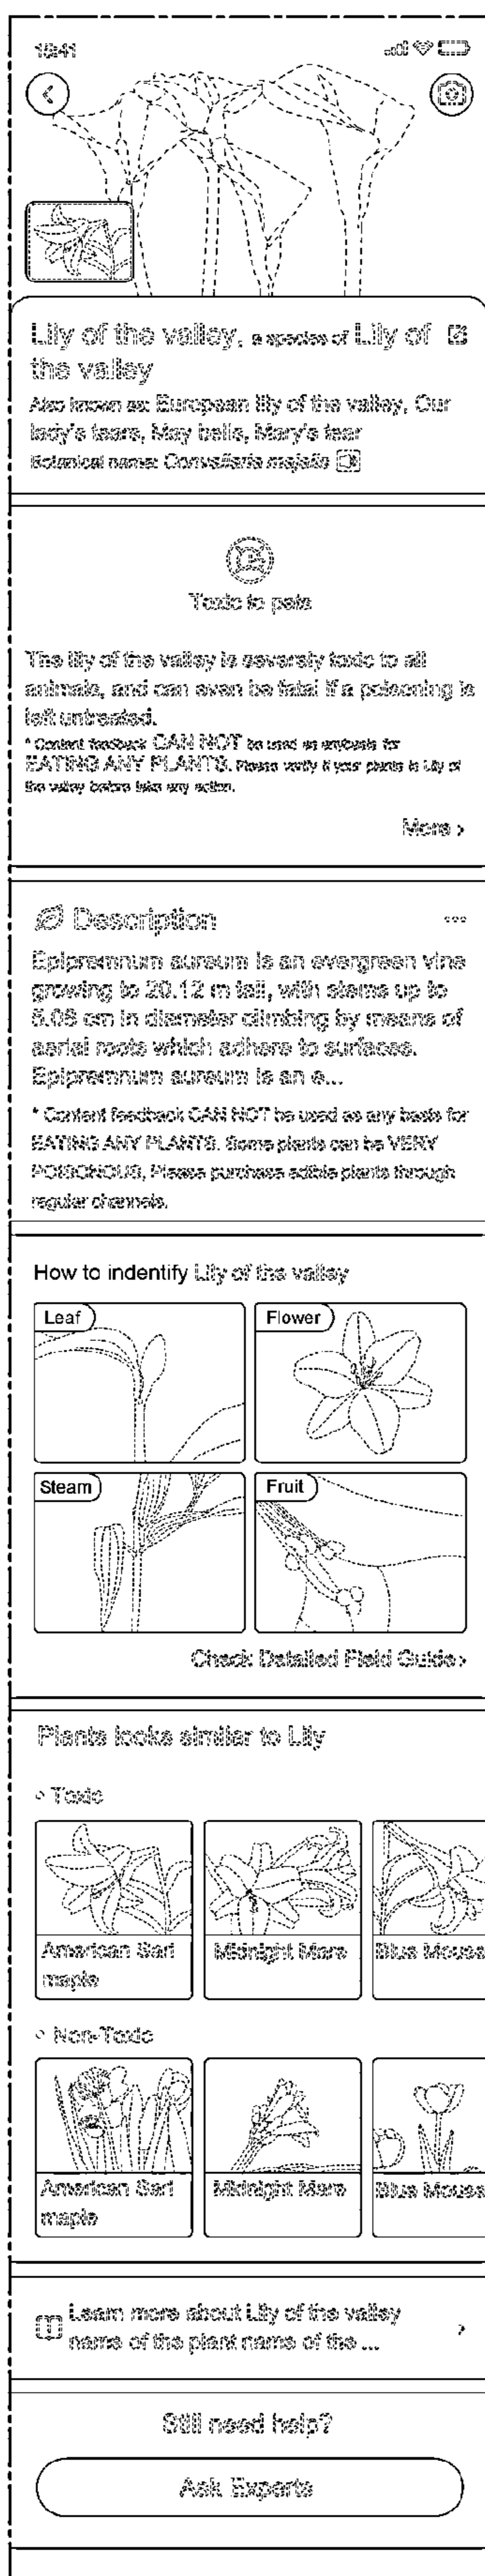 19:41
Lily of the valley, a species of Lily of
the valley
Also known as: European lily of the valley, Our
lady's tears, May bells, Mary's tear
Botanical name: Convallaria majalis
Toxic to pets
The lily of the valley is severely toxic to all
animals, and can even be fatal if a poisoning is
left untreated.
* Content feedback CAN NOT be used as any basis for
EATING ANY PLANTS. Please verify if your plants is Lily of
the valley before take any action.
More ›
Description
Epipremnum aureum is an evergreen vine
growing to 20.12 m tall, with stems up to
5.08 cm in diameter climbing by means of
aerial roots which adhere to surfaces.
Epipremnum aureum is an e...
* Content feedback CAN NOT be used as any basis for
EATING ANY PLANTS. Some plants can be VERY
POISONOUS, Please purchase edible plants through
regular channels.
How to indentify Lily of the valley
Leaf
Flower
Steam
Fruit
Check Detailed Field Guide ›
Plants looks similar to Lily
Toxic
American Sarl
maple
Midnight Mare
Blue Mouse
Non-Toxic
American Sarl
maple
Midnight Mare
Blue Mouse
Learn more about Lily of the valley
name of the plant name of the ...
Still need help?
Ask Experts